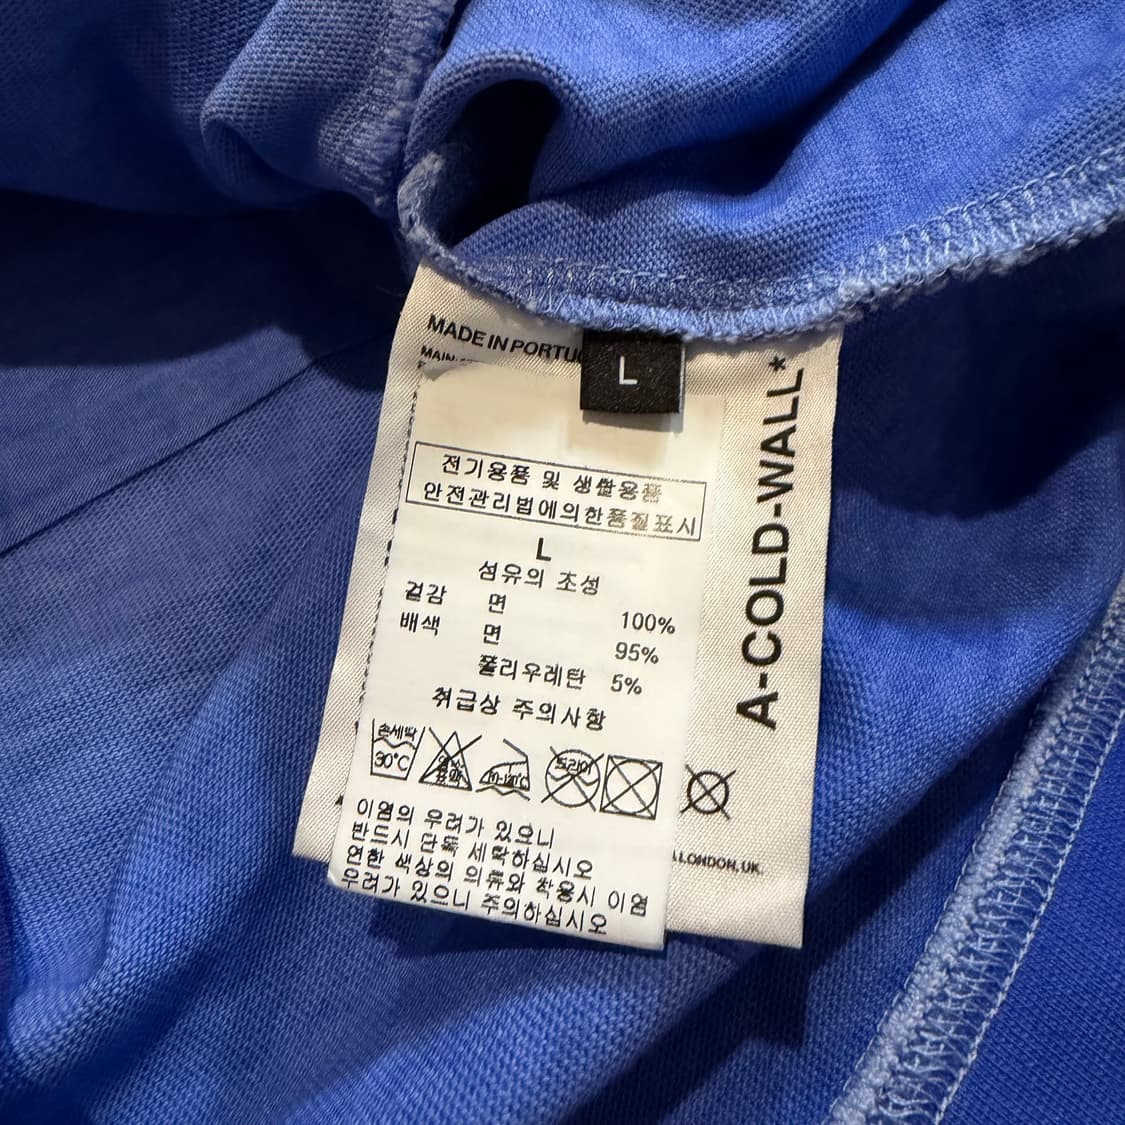 MADE IN PORTU
L
A-COLD-WALL*
전기용품 및 생활용품
안전관리법에의한품질표시
L
섬유의 조성
겉감 면 100%
배색 면 95%
폴리우레탄 5%
취급상 주의사항
손세탁
30°C
드라이
이염의 우려가 있으니
반드시 단독 세탁하십시오
연한 색상의 의류와 착용시 이염
우려가 있으니 주의하십시오
LONDON, UK.